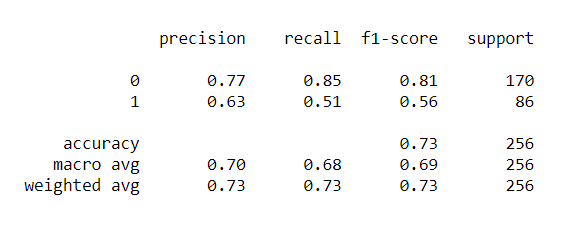 precision recall f1-score support
0 0.77 0.85 0.81 170
1 0.63 0.51 0.56 86
accuracy 0.73 256
macro avg 0.70 0.68 0.69 256
weighted avg 0.73 0.73 0.73 256